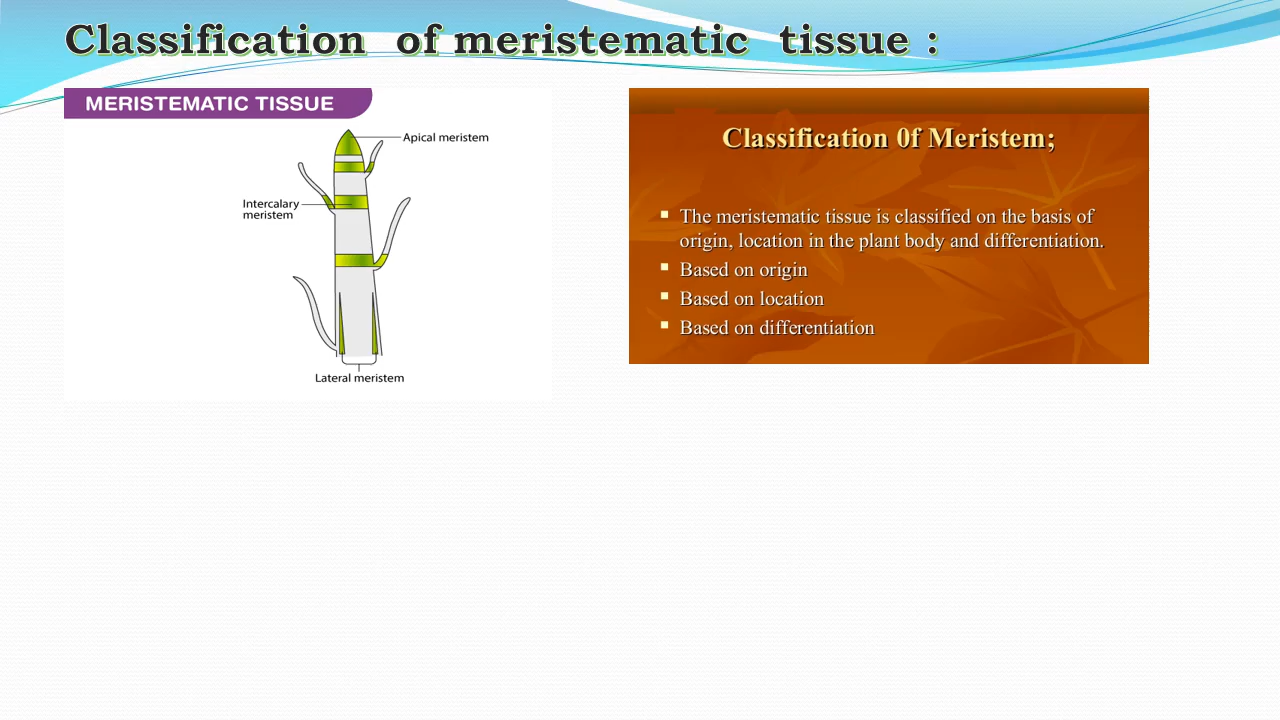 Classification of meristematic tissue :
MERISTEMATIC TISSUE
Apical meristem
Intercalary
meristem
Lateral meristem
Classification 0f Meristem;
The meristematic tissue is classified on the basis of
origin, location in the plant body and differentiation.
Based on origin
Based on location
Based on differentiation